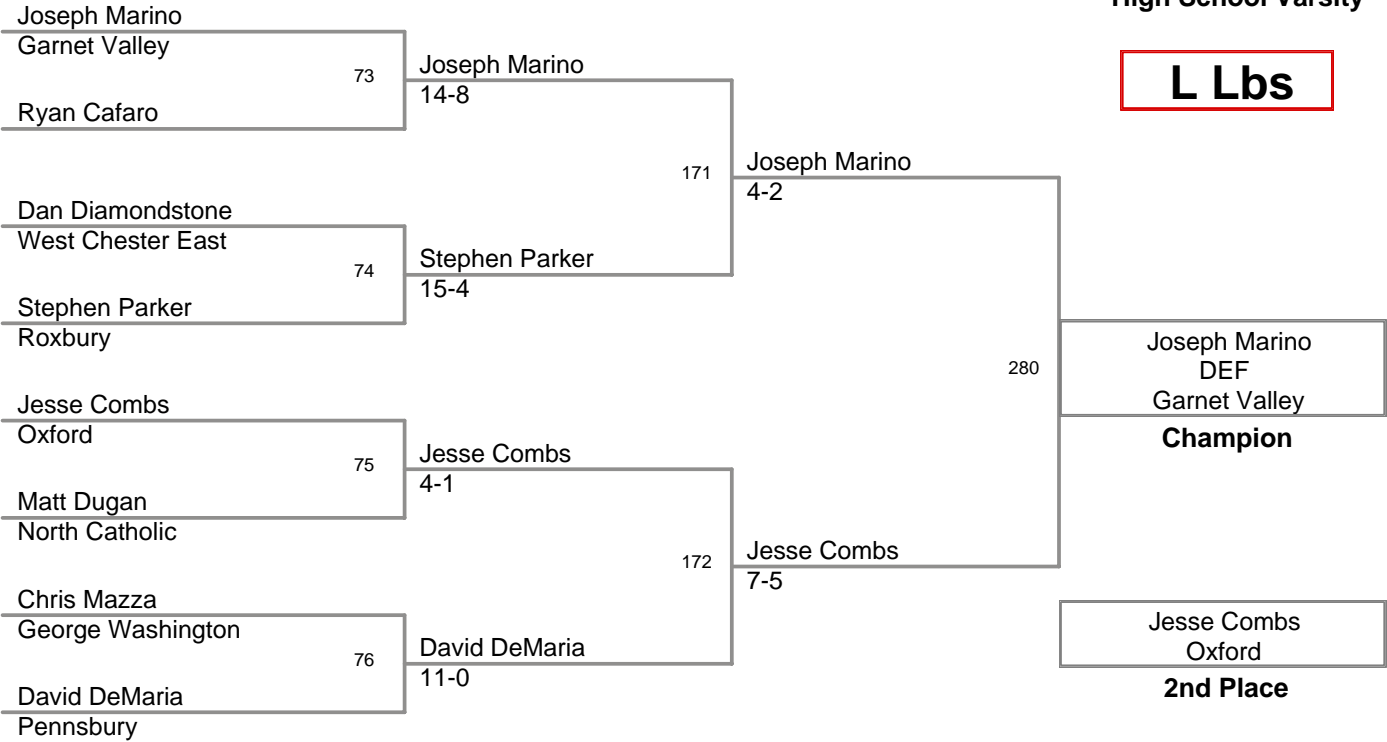 High School Varsity
L Lbs
Joseph Marino
Garnet Valley
73
Ryan Cafaro
Joseph Marino
14-8
Dan Diamondstone
West Chester East
74
Stephen Parker
Roxbury
Stephen Parker
15-4
171
Joseph Marino
4-2
Jesse Combs
Oxford
75
Matt Dugan
North Catholic
Jesse Combs
4-1
Chris Mazza
George Washington
76
David DeMaria
Pennsbury
David DeMaria
11-0
172
Jesse Combs
7-5
280
Joseph Marino
DEF
Garnet Valley
Champion
Jesse Combs
Oxford
2nd Place